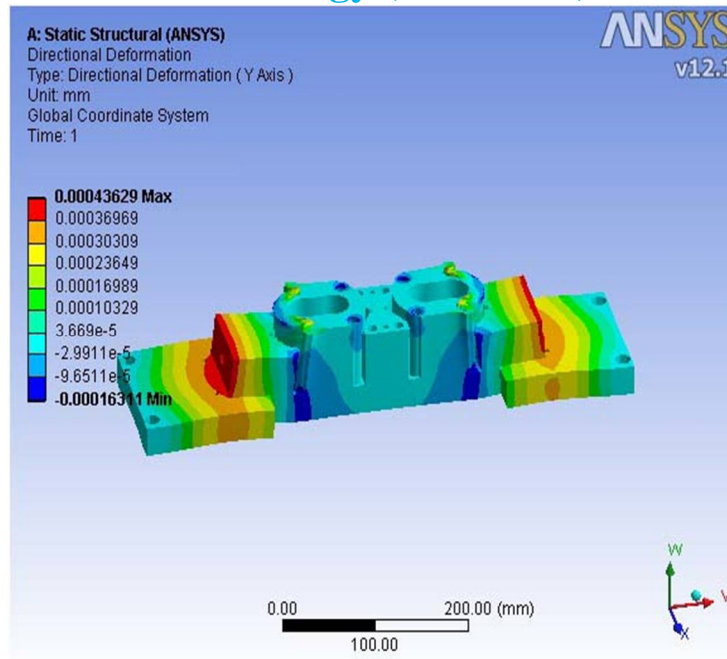 A: Static Structural (ANSYS)
Directional Deformation
Type: Directional Deformation ( Y Axis )
Unit: mm
Global Coordinate System
Time: 1
ANSYS
v12.1
0.00043629 Max
0.00036969
0.00030309
0.00023649
0.00016989
0.00010329
3.669e-5
-2.9911e-5
-9.6511e-5
-0.00016311 Min
0.00
200.00 (mm)
100.00
W
X